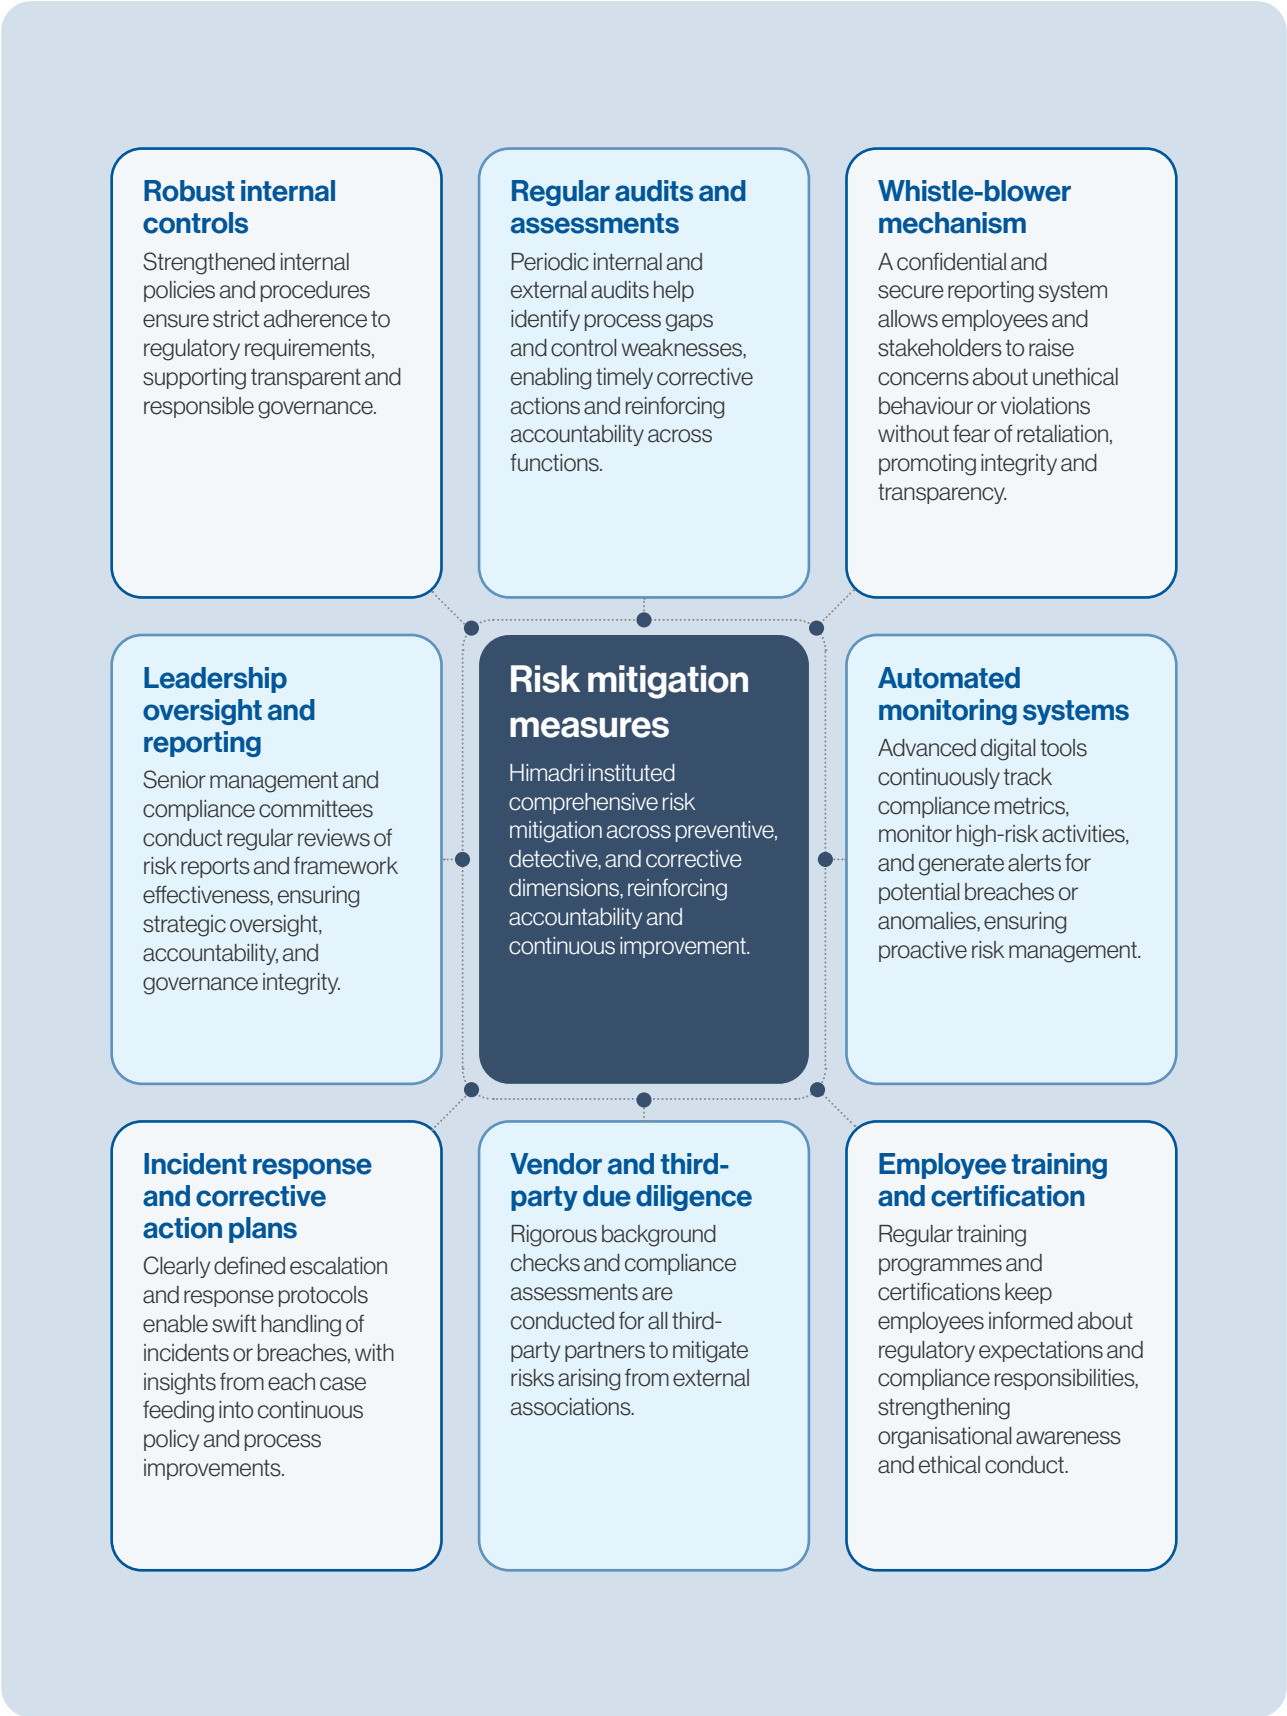 Robust internal
controls
Strengthened internal
policies and procedures
ensure strict adherence to
regulatory requirements,
supporting transparent and
responsible governance.
Regular audits and
assessments
Periodic internal and
external audits help
identify process gaps
and control weaknesses,
enabling timely corrective
actions and reinforcing
accountability across
functions.
Whistle-blower
mechanism
A confidential and
secure reporting system
allows employees and
stakeholders to raise
concerns about unethical
behaviour or violations
without fear of retaliation,
promoting integrity and
transparency.
Leadership
oversight and
reporting
Senior management and
compliance committees
conduct regular reviews of
risk reports and framework
effectiveness, ensuring
strategic oversight,
accountability, and
governance integrity.
Risk mitigation
measures
Himadri instituted
comprehensive risk
mitigation across preventive,
detective, and corrective
dimensions, reinforcing
accountability and
continuous improvement.
Automated
monitoring systems
Advanced digital tools
continuously track
compliance metrics,
monitor high-risk activities,
and generate alerts for
potential breaches or
anomalies, ensuring
proactive risk management.
Incident response
and corrective
action plans
Clearly defined escalation
and response protocols
enable swift handling of
incidents or breaches, with
insights from each case
feeding into continuous
policy and process
improvements.
Vendor and third-
party due diligence
Rigorous background
checks and compliance
assessments are
conducted for all third-
party partners to mitigate
risks arising from external
associations.
Employee training
and certification
Regular training
programmes and
certifications keep
employees informed about
regulatory expectations and
compliance responsibilities,
strengthening
organisational awareness
and ethical conduct.